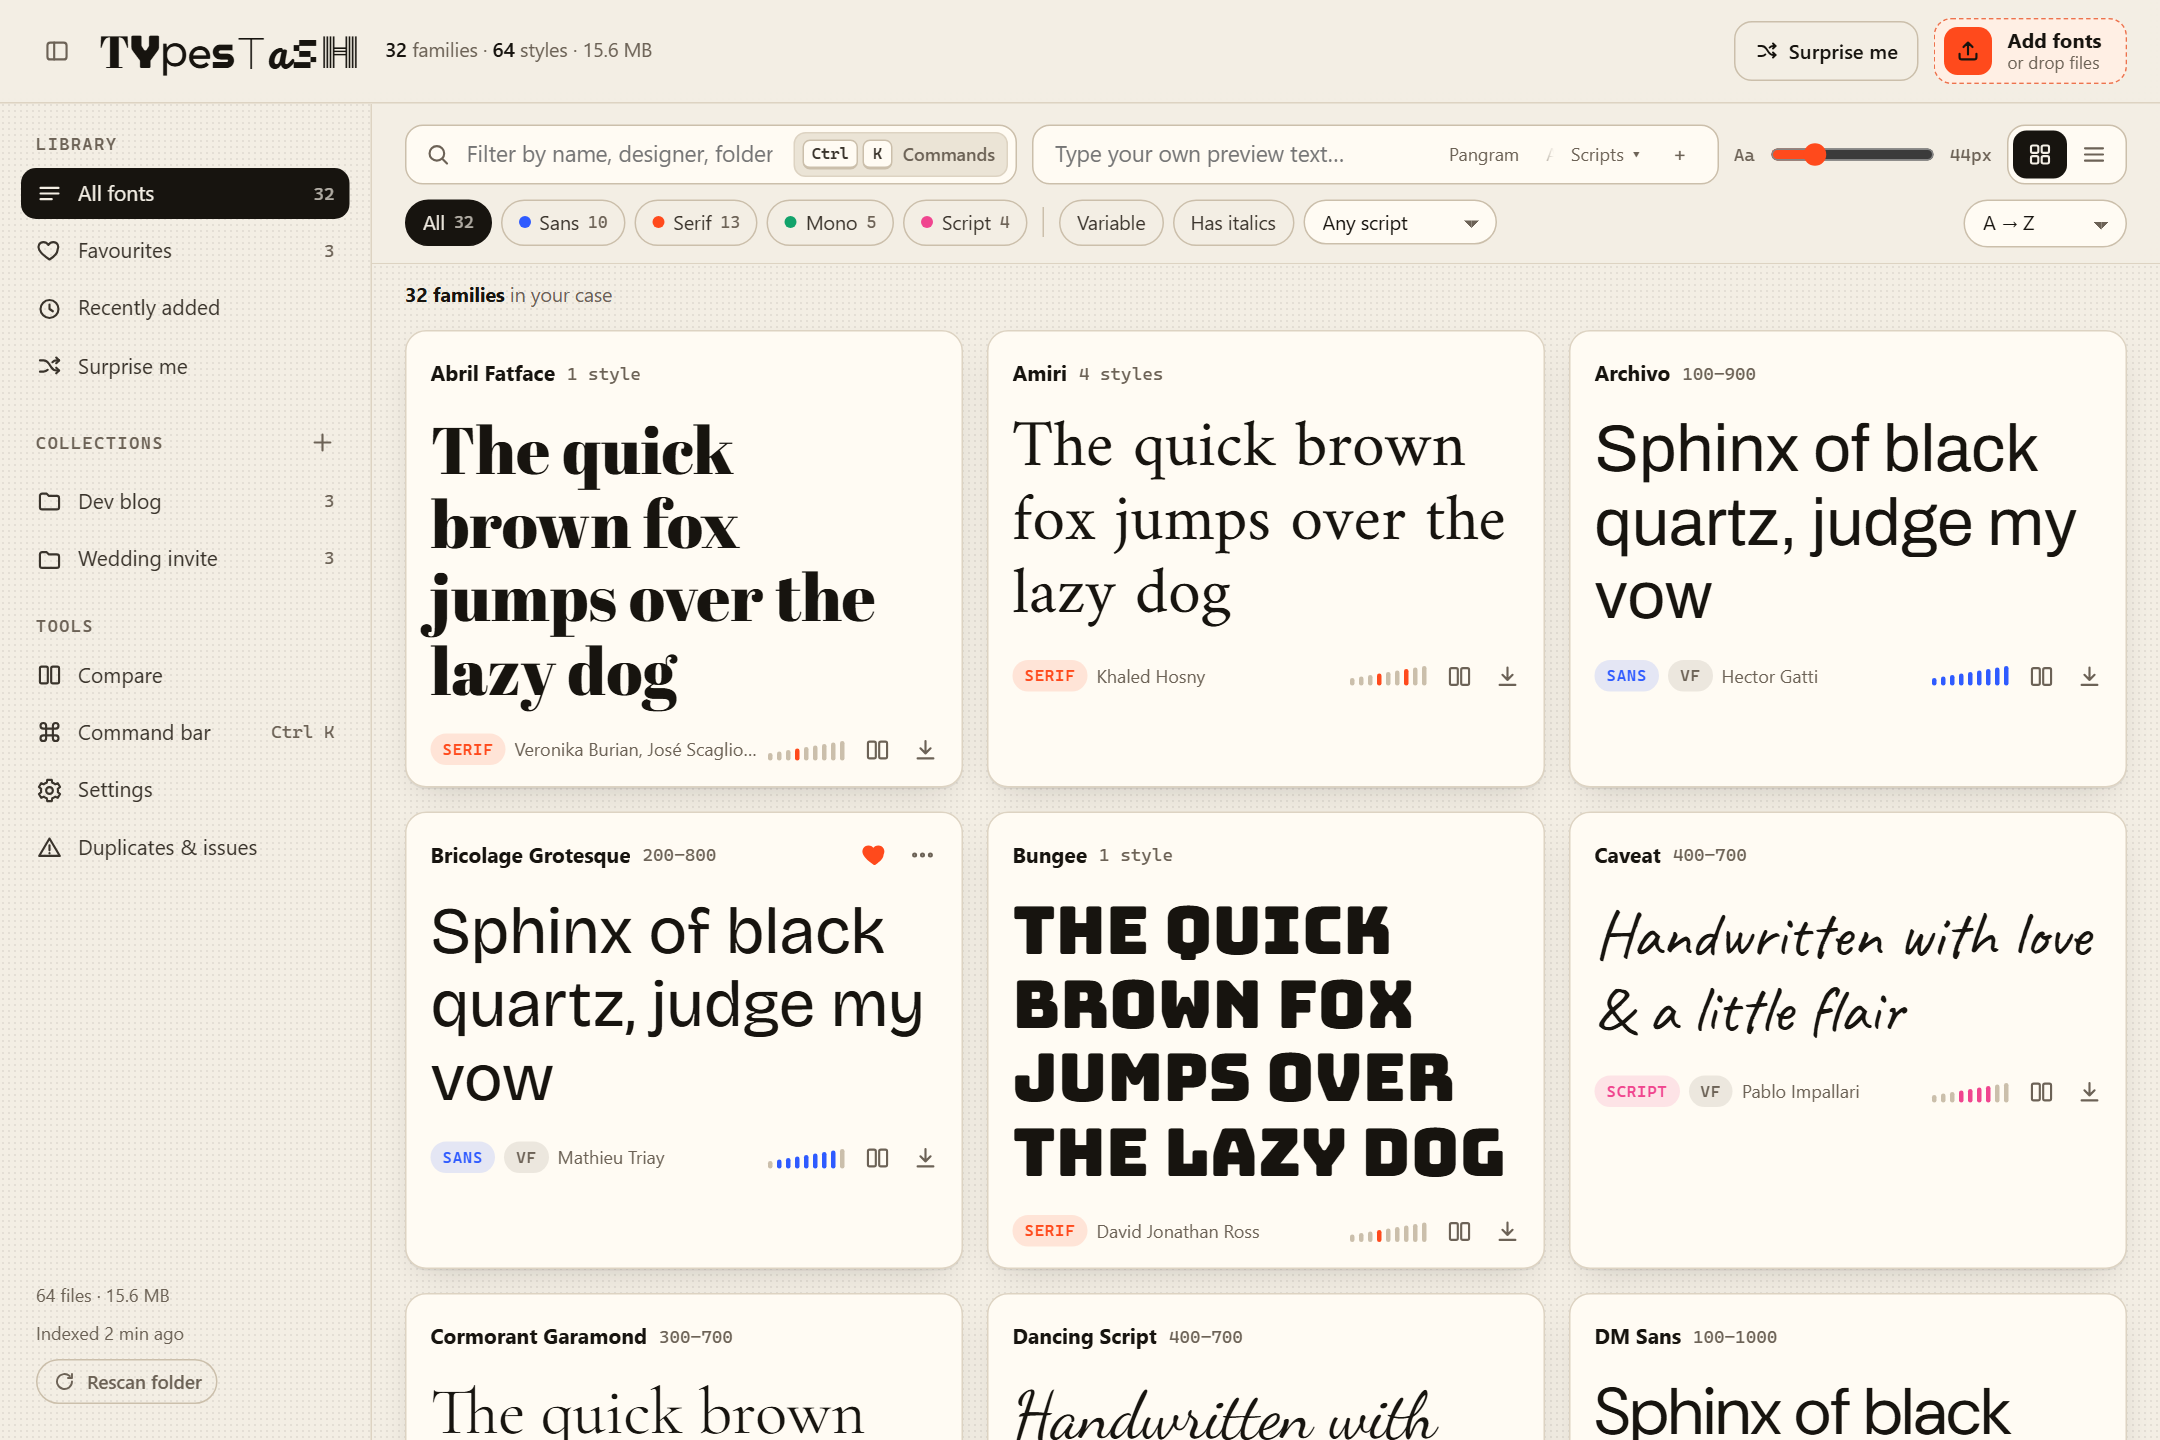 TYpesTaSH
32 families · 64 styles · 15.6 MB
Surprise me
Add fonts
or drop files
LIBRARY
All fonts 32
Favourites 3
Recently added
Surprise me
COLLECTIONS
Dev blog 3
Wedding invite 3
TOOLS
Compare
Command bar Ctrl K
Settings
Duplicates & issues
64 files · 15.6 MB
Indexed 2 min ago
Rescan folder
Filter by name, designer, folder
Ctrl K Commands
Type your own preview text...
Pangram
Scripts
+
Aa
44px
All 32
Sans 10
Serif 13
Mono 5
Script 4
Variable
Has italics
Any script
A → Z
32 families in your case
Abril Fatface 1 style
The quick
brown fox
jumps over the
lazy dog
SERIF Veronika Burian, José Scaglio...
Amiri 4 styles
The quick brown
fox jumps over the
lazy dog
SERIF Khaled Hosny
Archivo 100–900
Sphinx of black
quartz, judge my
vow
SANS VF Hector Gatti
Bricolage Grotesque 200–800
Sphinx of black
quartz, judge my
vow
SANS VF Mathieu Triay
Bungee 1 style
THE QUICK
BROWN FOX
JUMPS OVER
THE LAZY DOG
SERIF David Jonathan Ross
Caveat 400–700
Handwritten with love
& a little flair
SCRIPT VF Pablo Impallari
Cormorant Garamond 300–700
The quick brown
Dancing Script 400–700
Handwritten with
DM Sans 100–1000
Sphinx of black